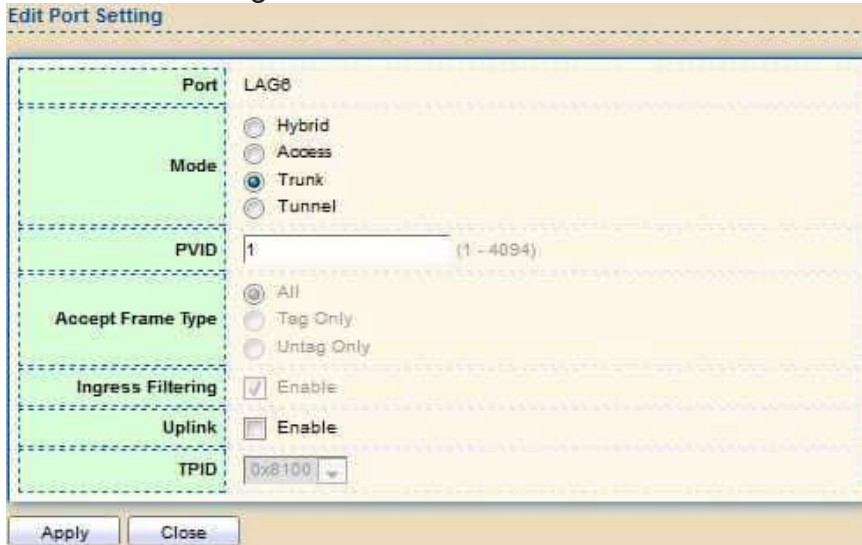 Edit Port Setting
Port LAG6
Mode
Hybrid
Access
Trunk
Tunnel
PVID 1 (1 - 4094)
Accept Frame Type
All
Tag Only
Untag Only
Ingress Filtering Enable
Uplink Enable
TPID 0x8100
Apply Close